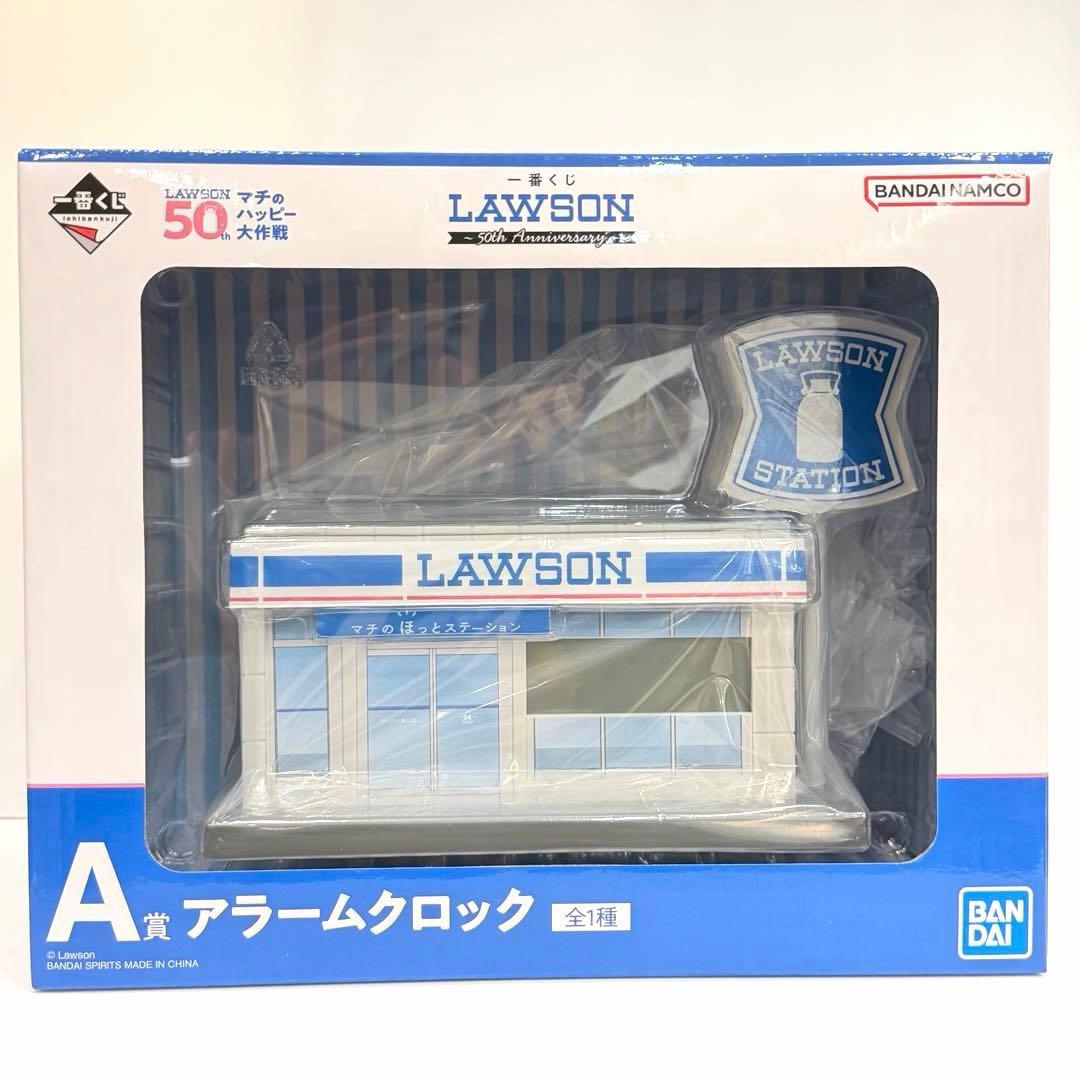 一番くじ
ichibankuji
LAWSON
50th
マチの
ハッピー
大作戦
一番くじ
LAWSON
~ 50th Anniversary ~
BANDAI NAMCO
LAWSON
STATION
LAWSON
マチの ほっとステーション
24
A賞 アラームクロック 全1種
© Lawson
BANDAI SPIRITS MADE IN CHINA
BAN
DAI